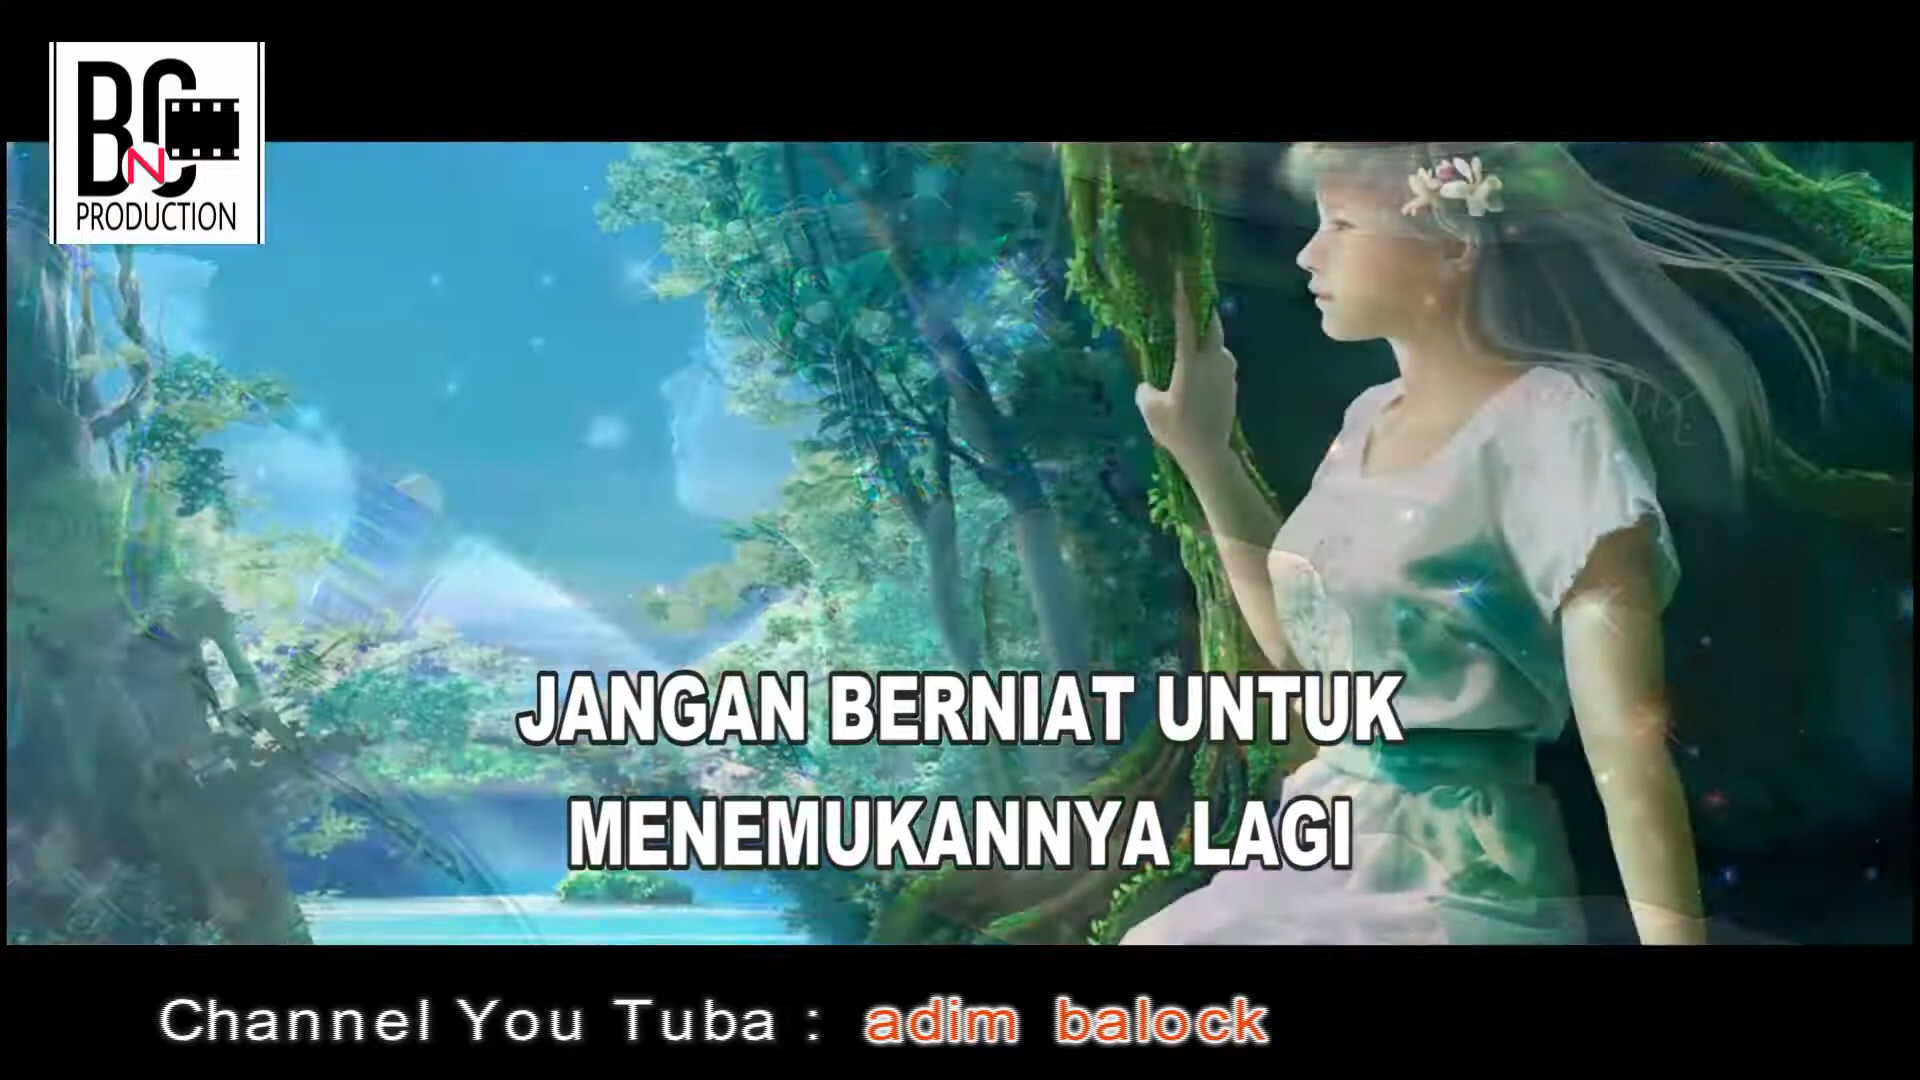 BNC
PRODUCTION
JANGAN BERNIAT UNTUK
MENEMUKANNYA LAGI
Channel You Tuba : adim balock